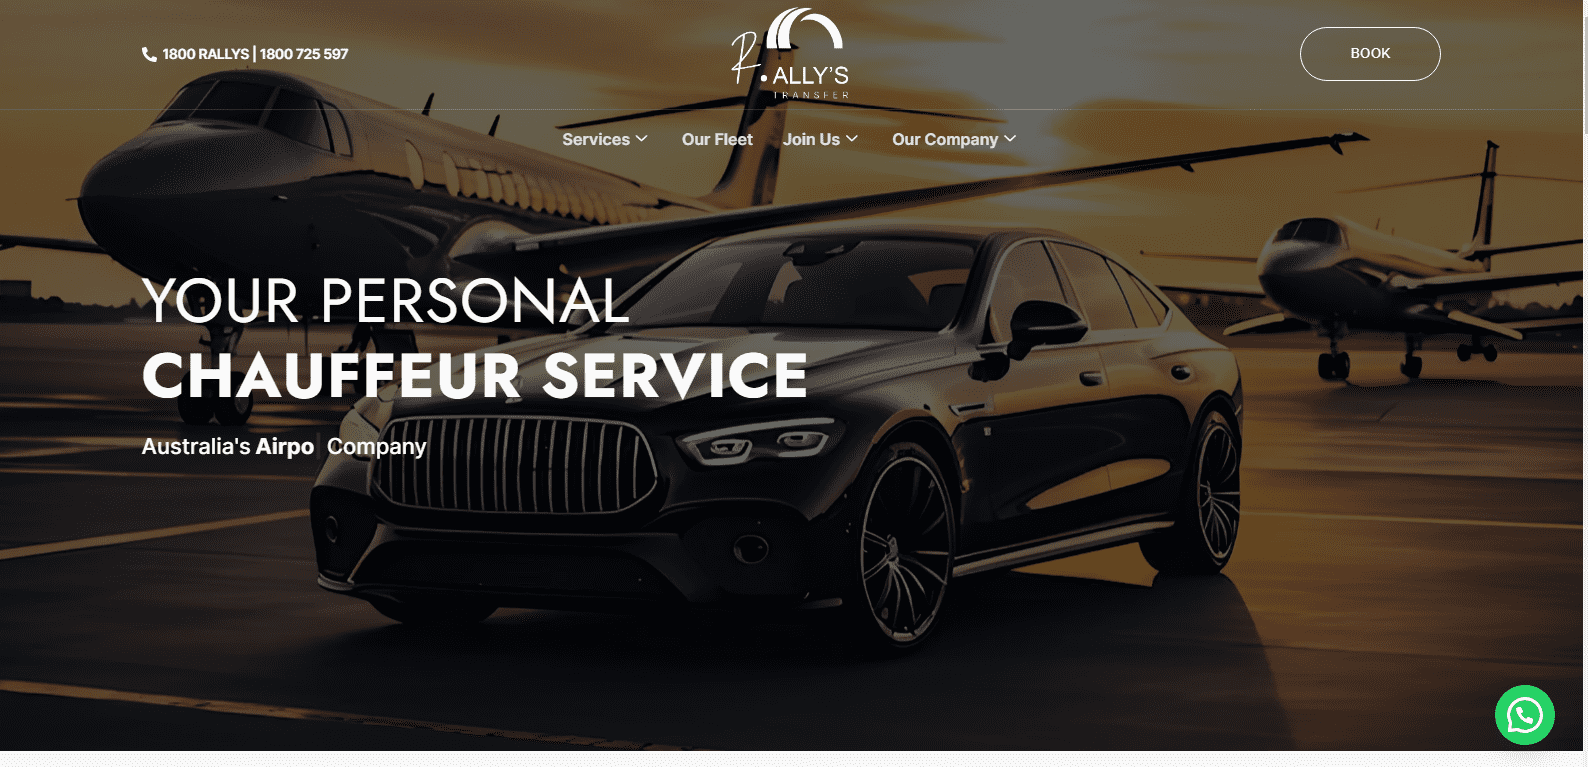 1800 RALLYS | 1800 725 597
R.ALLY'S
TRANSFER
BOOK
Services
Our Fleet
Join Us
Our Company
YOUR PERSONAL
CHAUFFEUR SERVICE
Australia's Airpo Company